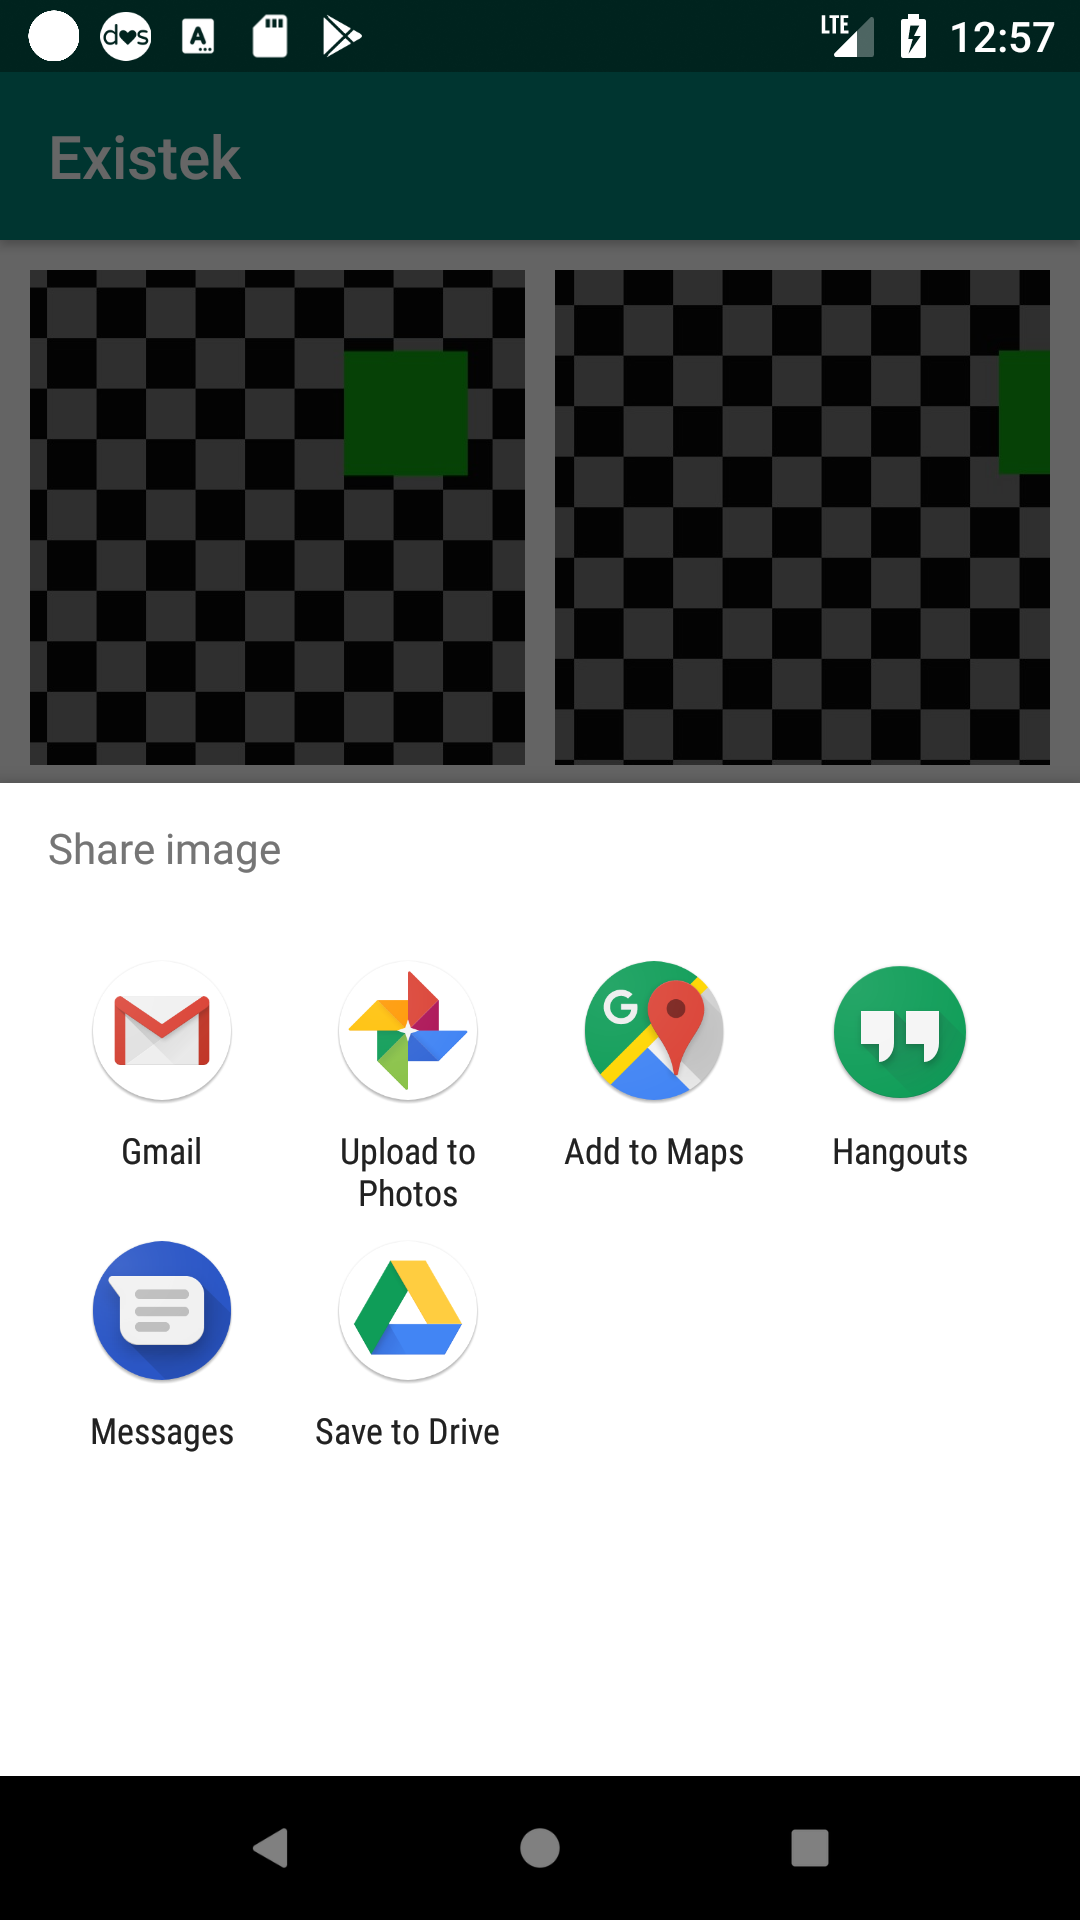 d♥s
A
LTE
12:57
Existek
Share image
Gmail
Upload to
Photos
G
Add to Maps
Hangouts
Messages
Save to Drive